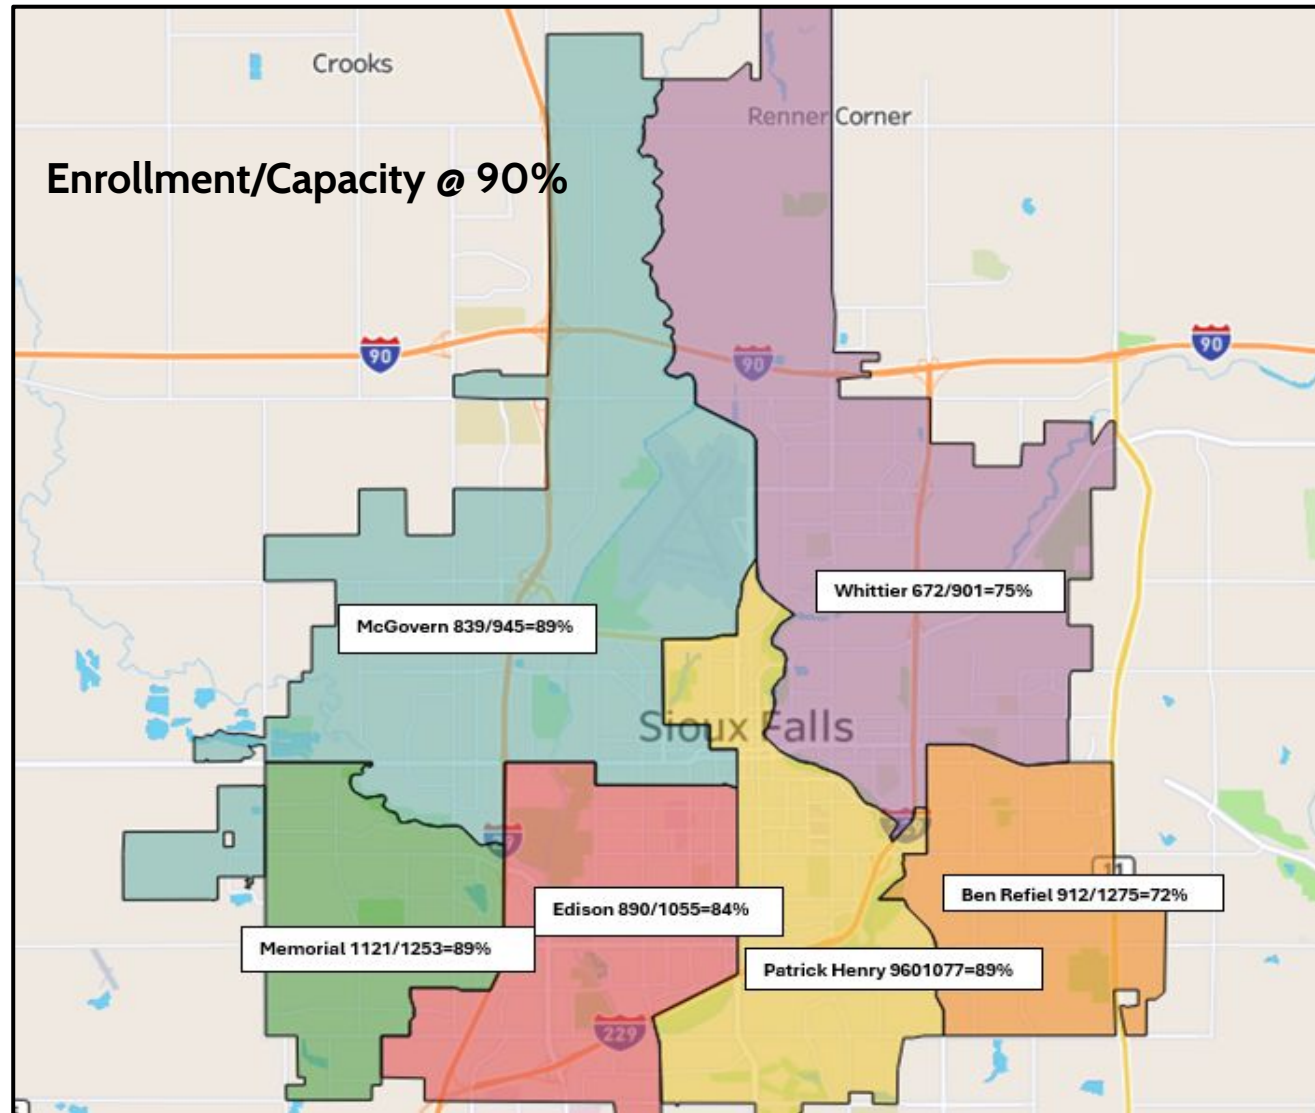 Crooks
Renner Corner
Enrollment/Capacity @ 90%
90
90
90
Whittier 672/901=75%
McGovern 839/945=89%
Sioux Falls
11
Ben Refiel 912/1275=72%
Edison 890/1055=84%
Memorial 1121/1253=89%
Patrick Henry 9601077=89%
229